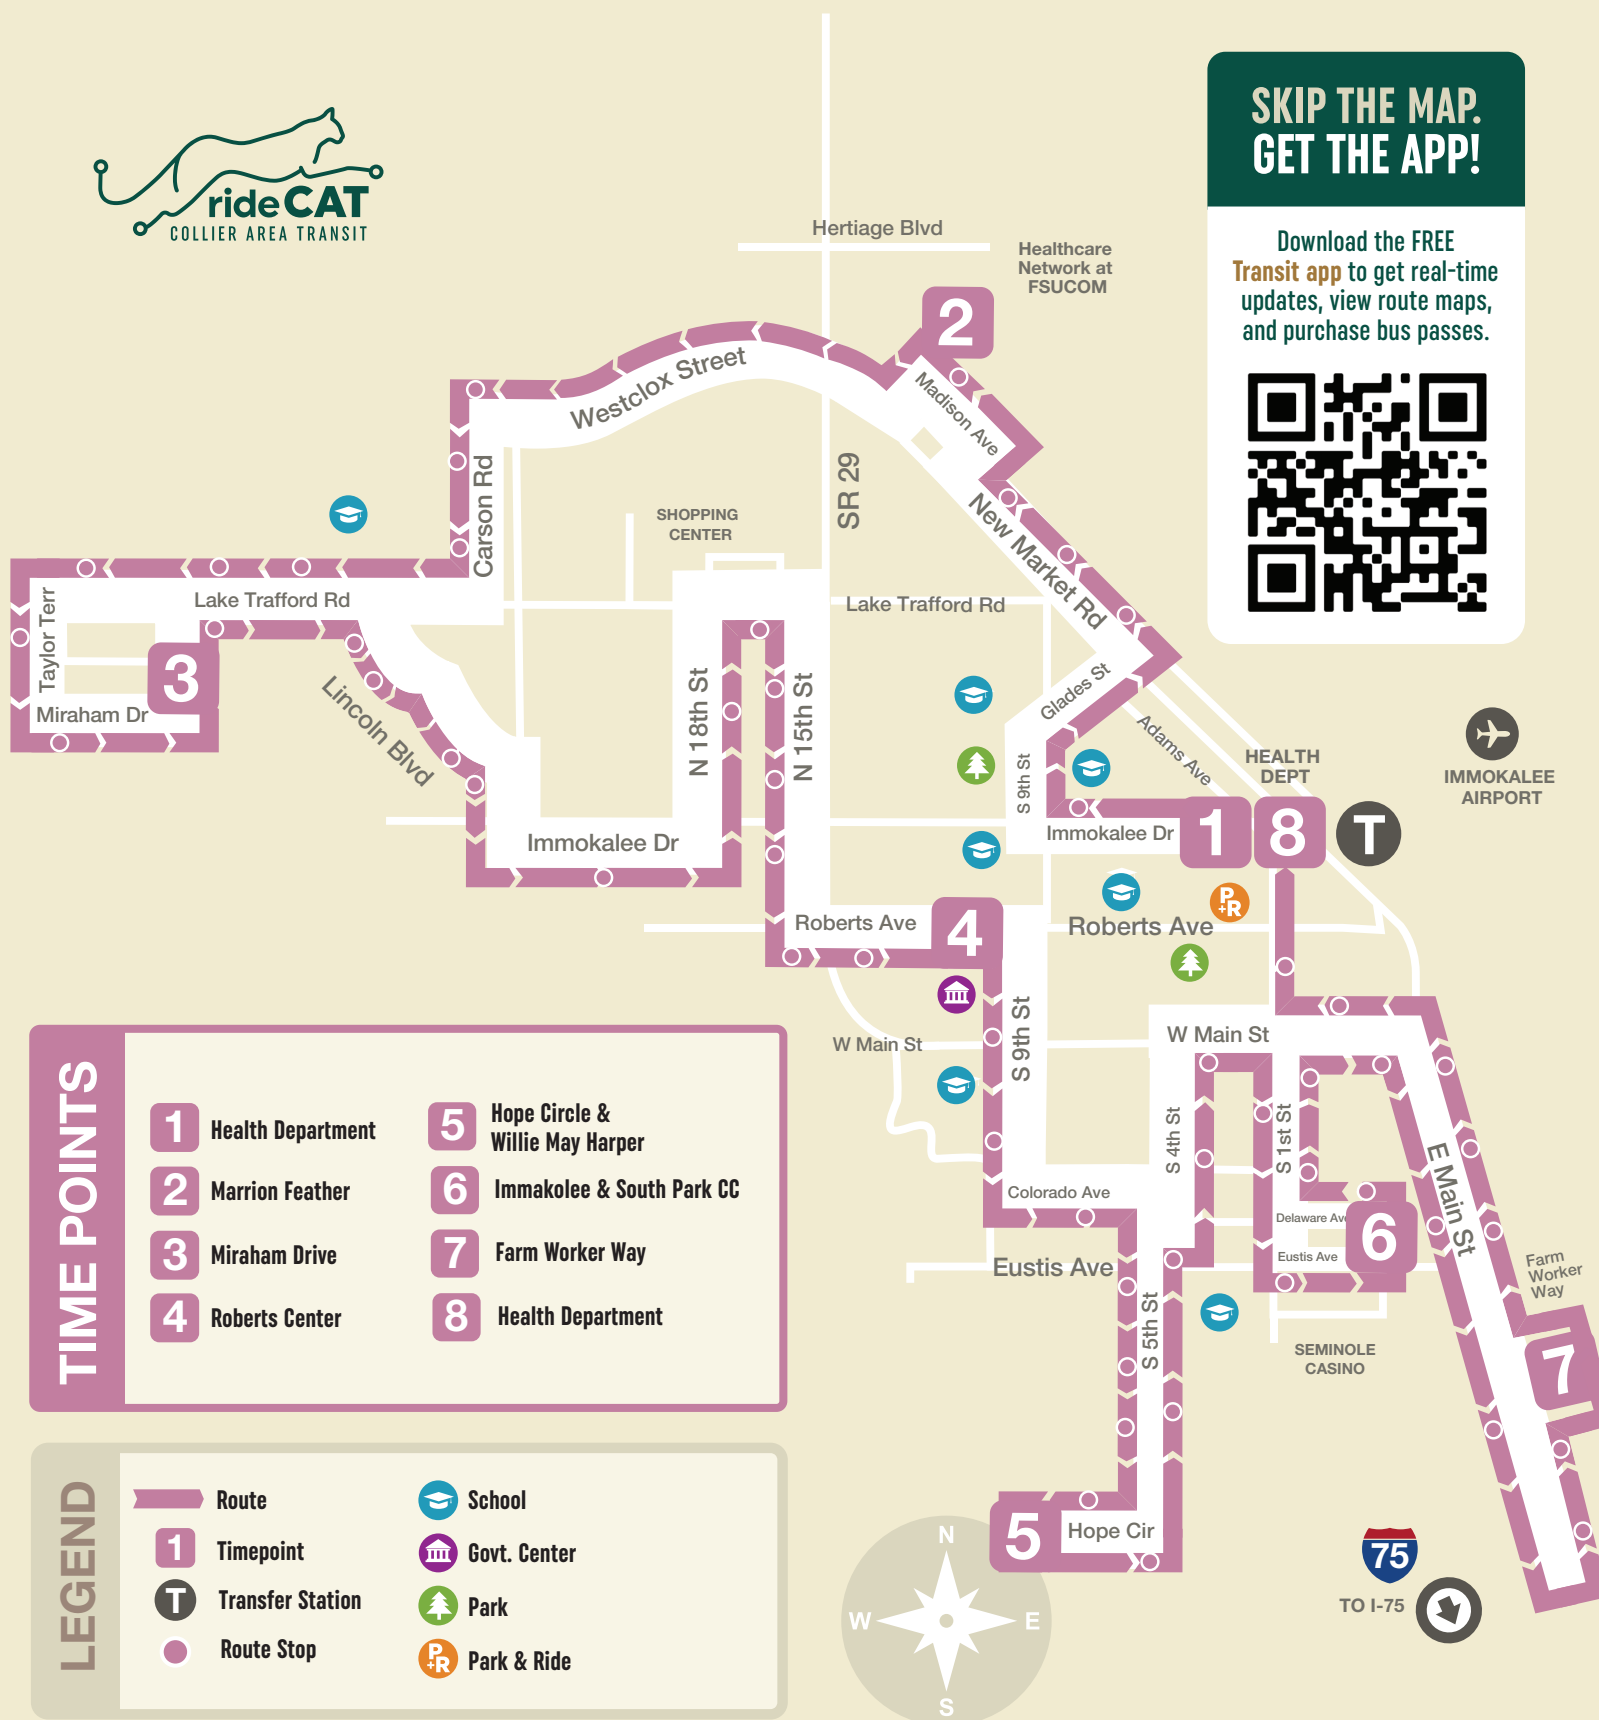 rideCAT
COLLIER AREA TRANSIT
SKIP THE MAP.
GET THE APP!
Download the FREE
Transit app to get real-time
updates, view route maps,
and purchase bus passes.
Hertiage Blvd
Healthcare
Network at
FSUCOM
2
Madison Ave
Westclox Street
Carson Rd
SR 29
SHOPPING
CENTER
New Market Rd
Lake Trafford Rd
Lake Trafford Rd
Taylor Terr
3
Miraham Dr
Lincoln Blvd
N 18th St
N 15th St
Glades St
Adams Ave
S 9th St
HEALTH
DEPT
IMMOKALEE
AIRPORT
Immokalee Dr
Immokalee Dr
1
8
T
P
+R
Roberts Ave
4
Roberts Ave
S 9th St
W Main St
W Main St
S 4th St
S 1st St
E Main St
Colorado Ave
Delaware Ave
Eustis Ave
6
Eustis Ave
Farm
Worker
Way
7
S 5th St
SEMINOLE
CASINO
5
Hope Cir
75
TO I-75
N
W
E
S
TIME POINTS
1 Health Department
2 Marrion Feather
3 Miraham Drive
4 Roberts Center
5 Hope Circle &
Willie May Harper
6 Immakolee & South Park CC
7 Farm Worker Way
8 Health Department
LEGEND
Route
1 Timepoint
T Transfer Station
Route Stop
School
Govt. Center
Park
P
+R Park & Ride